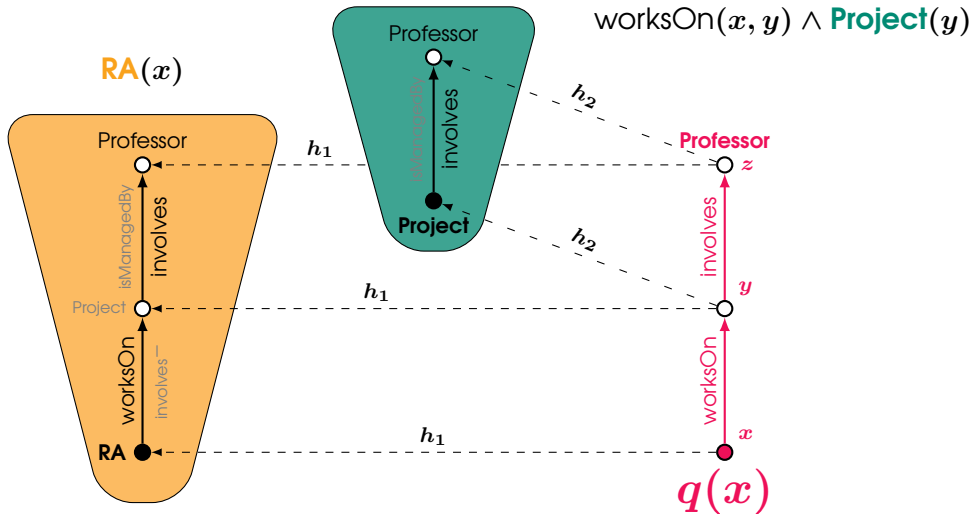 worksOn(x, y) ∧ Project(y)
RA(x)
Professor
isManagedBy
involves
Project
Professor
isManagedBy
involves
Project
worksOn
involves⁻
RA
h₁
h₂
h₁
h₂
h₁
Professor
z
involves
y
worksOn
x
q(x)